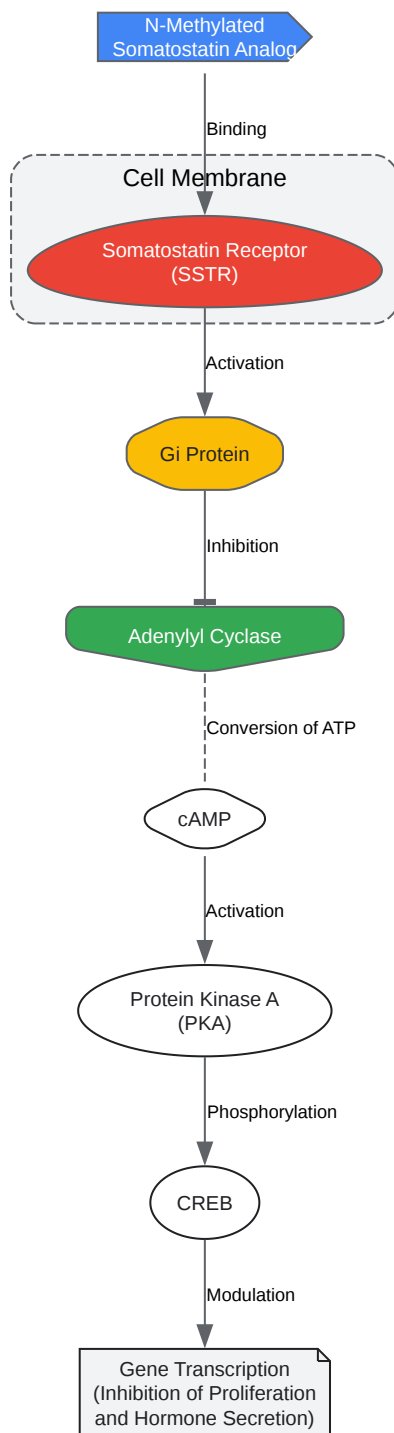 N-Methylated
Somatostatin Analog
Binding
Cell Membrane
Somatostatin Receptor
(SSTR)
Activation
Gi Protein
Inhibition
Adenylyl Cyclase
Conversion of ATP
cAMP
Activation
Protein Kinase A
(PKA)
Phosphorylation
CREB
Modulation
Gene Transcription
(Inhibition of Proliferation
and Hormone Secretion)